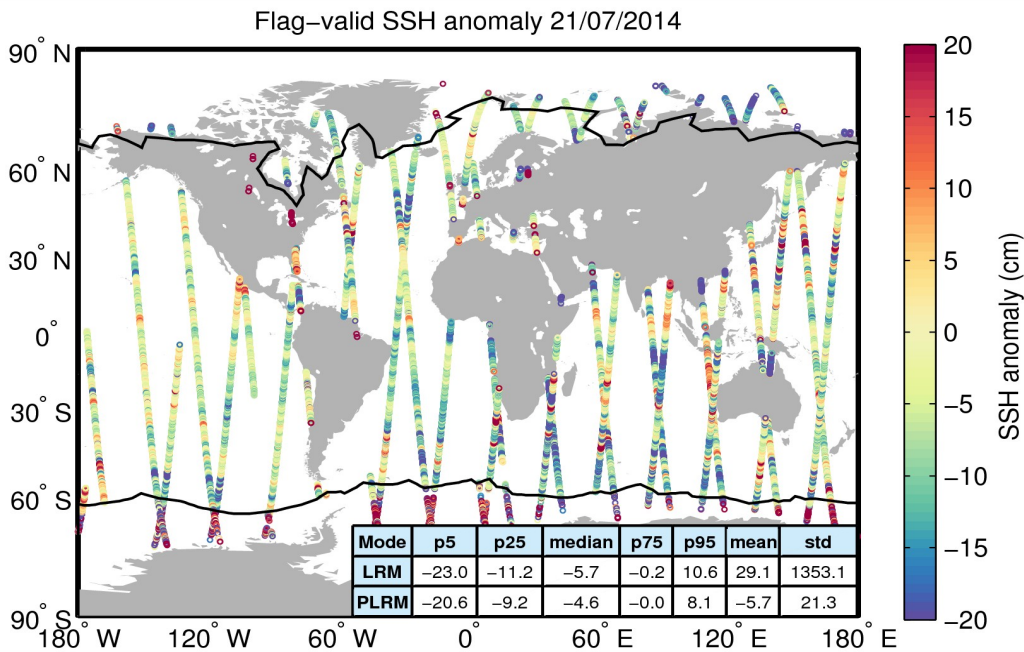 Flag−valid SSH anomaly 21/07/2014
90° N
60° N
30° N
0°
30° S
60° S
90° S
180° W 120° W 60° W 0° 60° E 120° E 180° E
Mode p5 p25 median p75 p95 mean std
LRM −23.0 −11.2 −5.7 −0.2 10.6 29.1 1353.1
PLRM −20.6 −9.2 −4.6 −0.0 8.1 −5.7 21.3
20
15
10
5
0
−5
−10
−15
−20
SSH anomaly (cm)